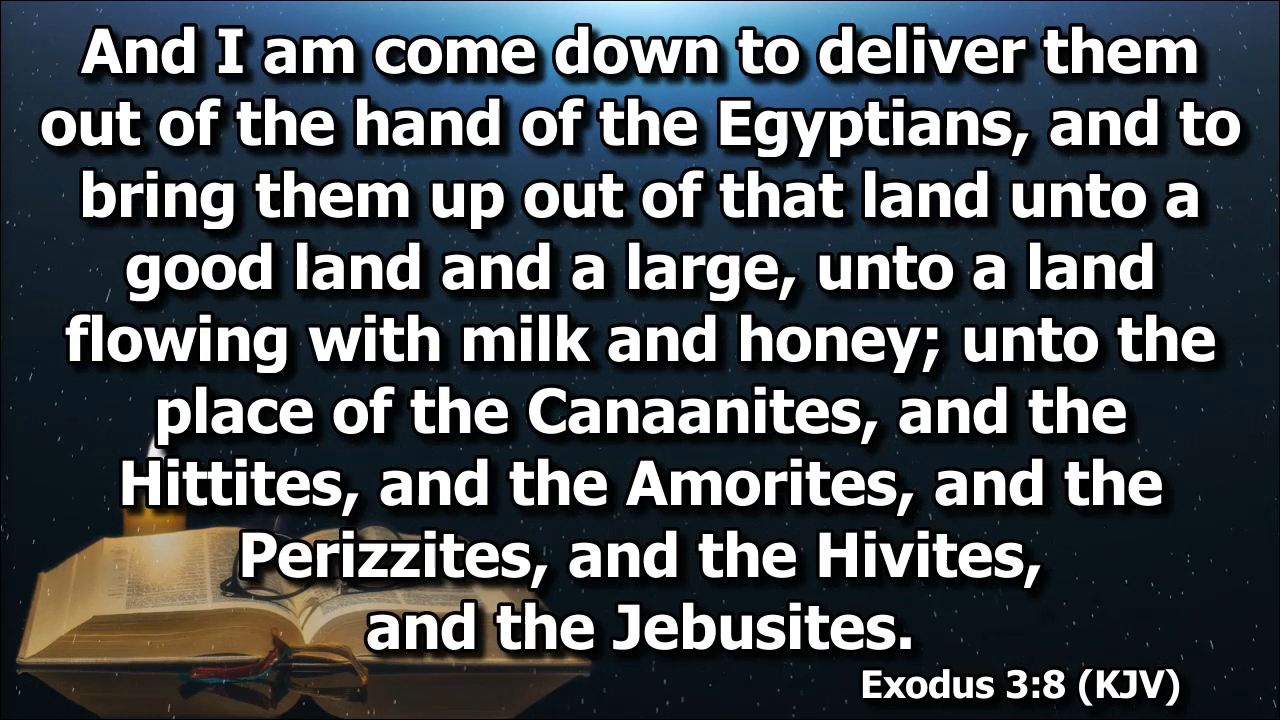 And I am come down to deliver them
out of the hand of the Egyptians, and to
bring them up out of that land unto a
good land and a large, unto a land
flowing with milk and honey; unto the
place of the Canaanites, and the
Hittites, and the Amorites, and the
Perizzites, and the Hivites,
and the Jebusites.
Exodus 3:8 (KJV)